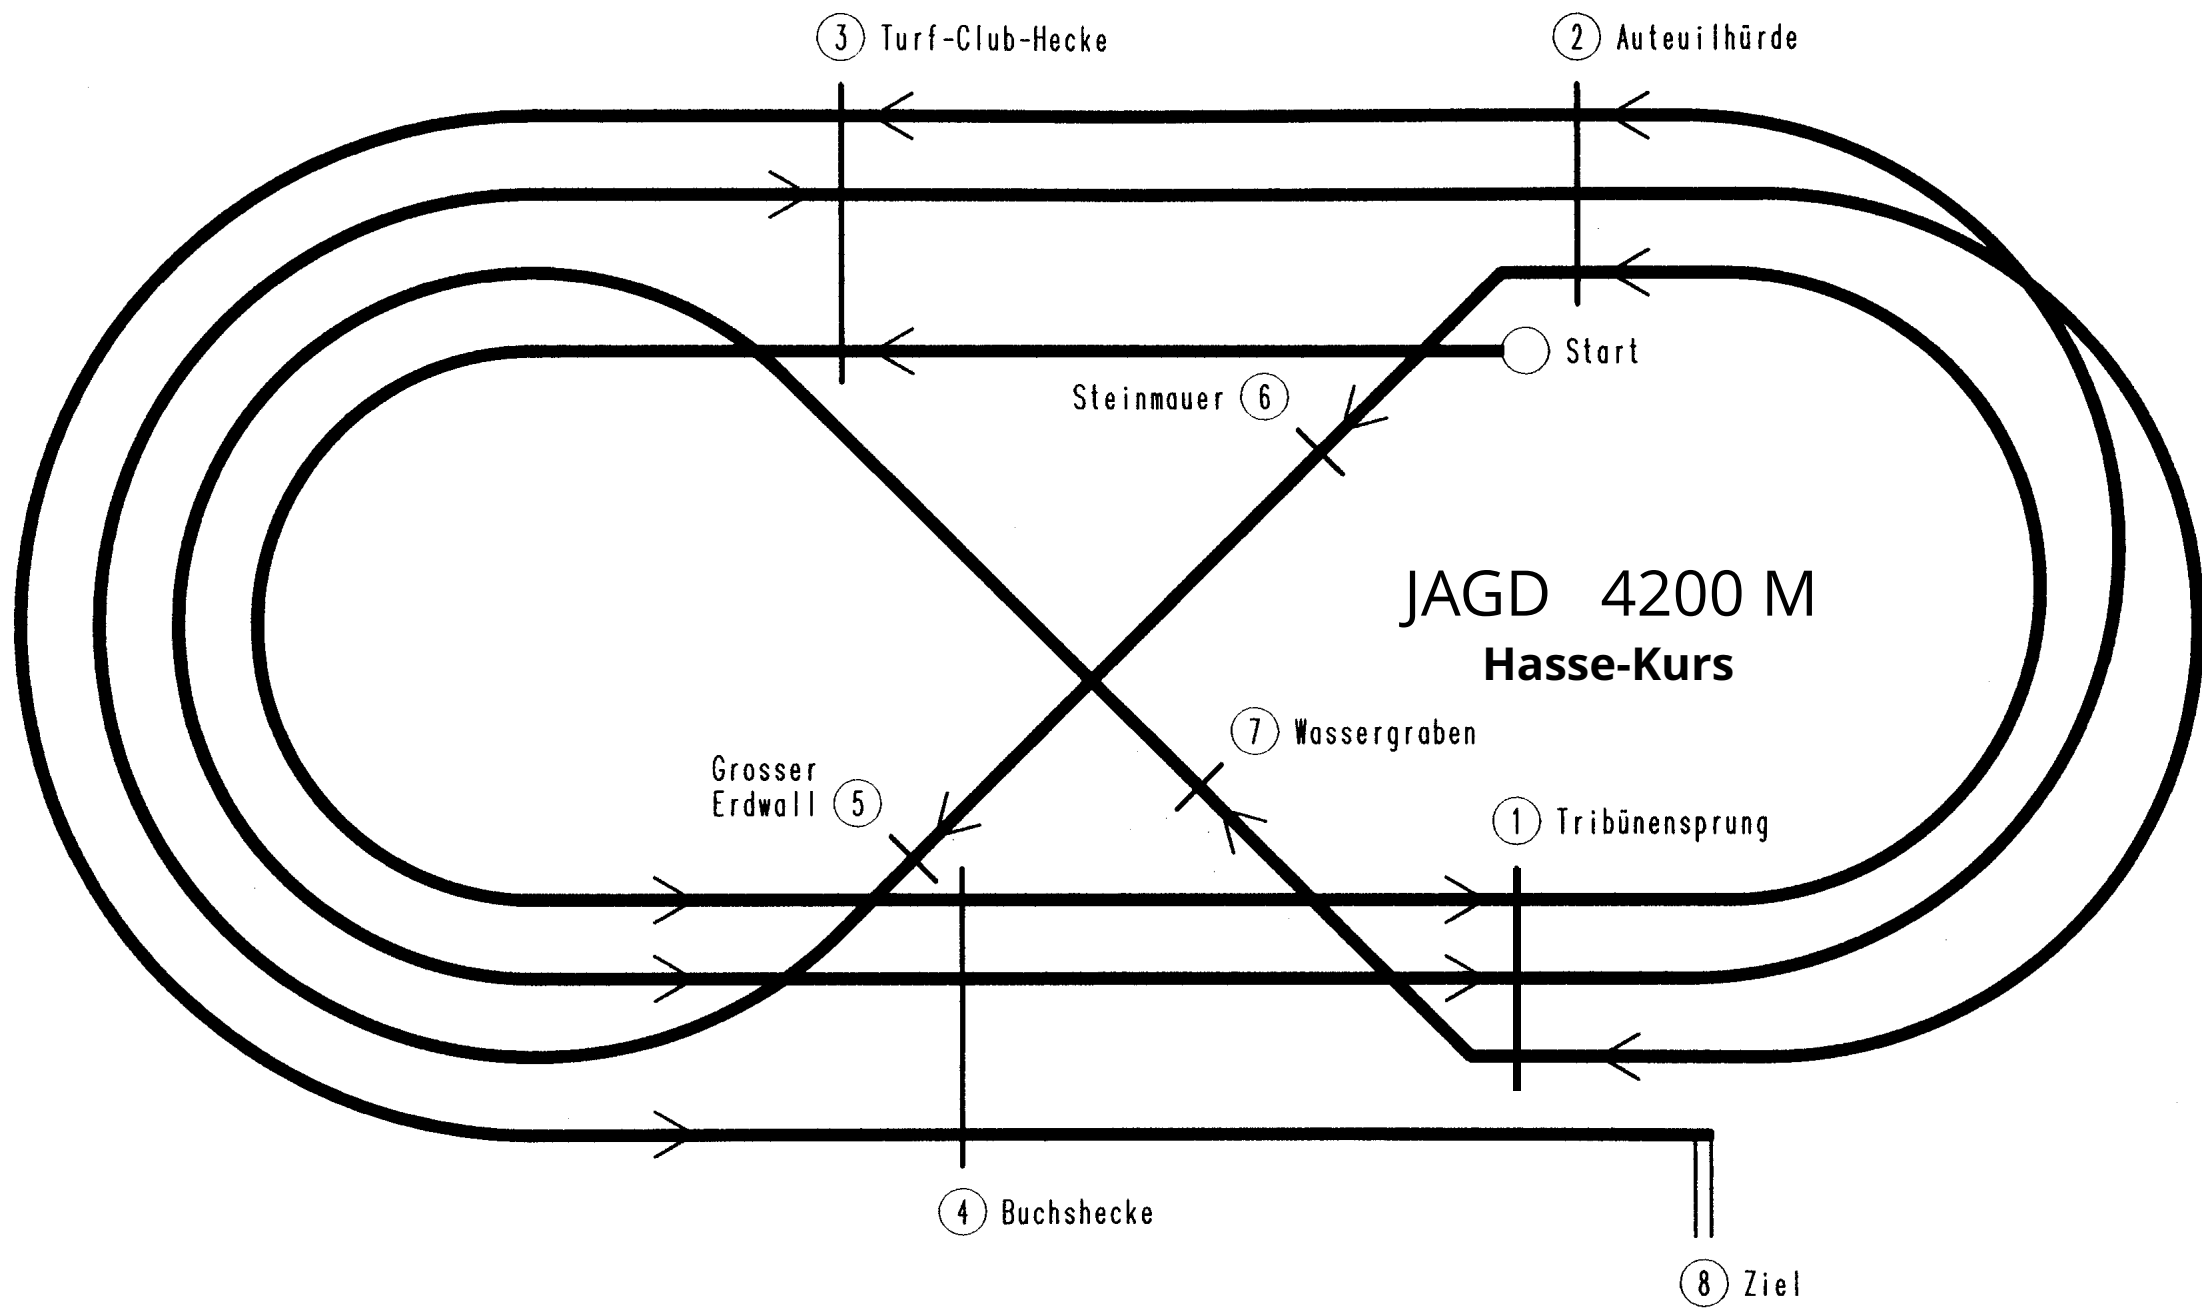 3 Turf-Club-Hecke
2 Auteuilhürde
Start
Steinmauer 6
JAGD 4200 M
Hasse-Kurs
7 Wassergraben
Grosser
Erdwall 5
1 Tribünensprung
4 Buchshecke
8 Ziel